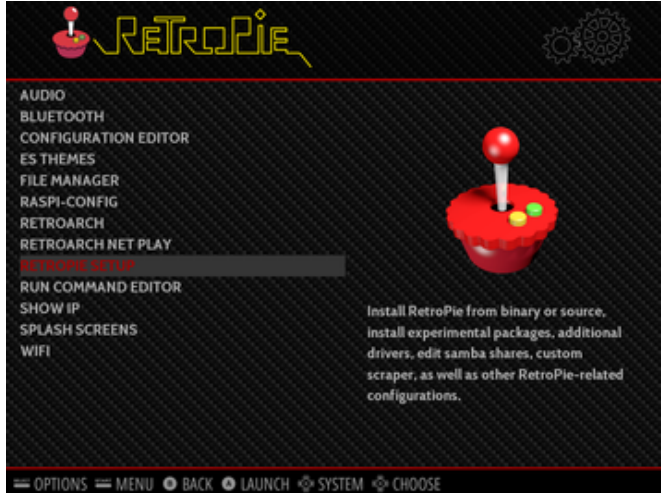 RetroPie
AUDIO
BLUETOOTH
CONFIGURATION EDITOR
ES THEMES
FILE MANAGER
RASPI-CONFIG
RETROARCH
RETROARCH NET PLAY
RETROPIE SETUP
RUN COMMAND EDITOR
SHOW IP
SPLASH SCREENS
WIFI
Install RetroPie from binary or source,
install experimental packages, additional
drivers, edit samba shares, custom
scraper, as well as other RetroPie-related
configurations.
OPTIONS MENU BACK A LAUNCH SYSTEM CHOOSE